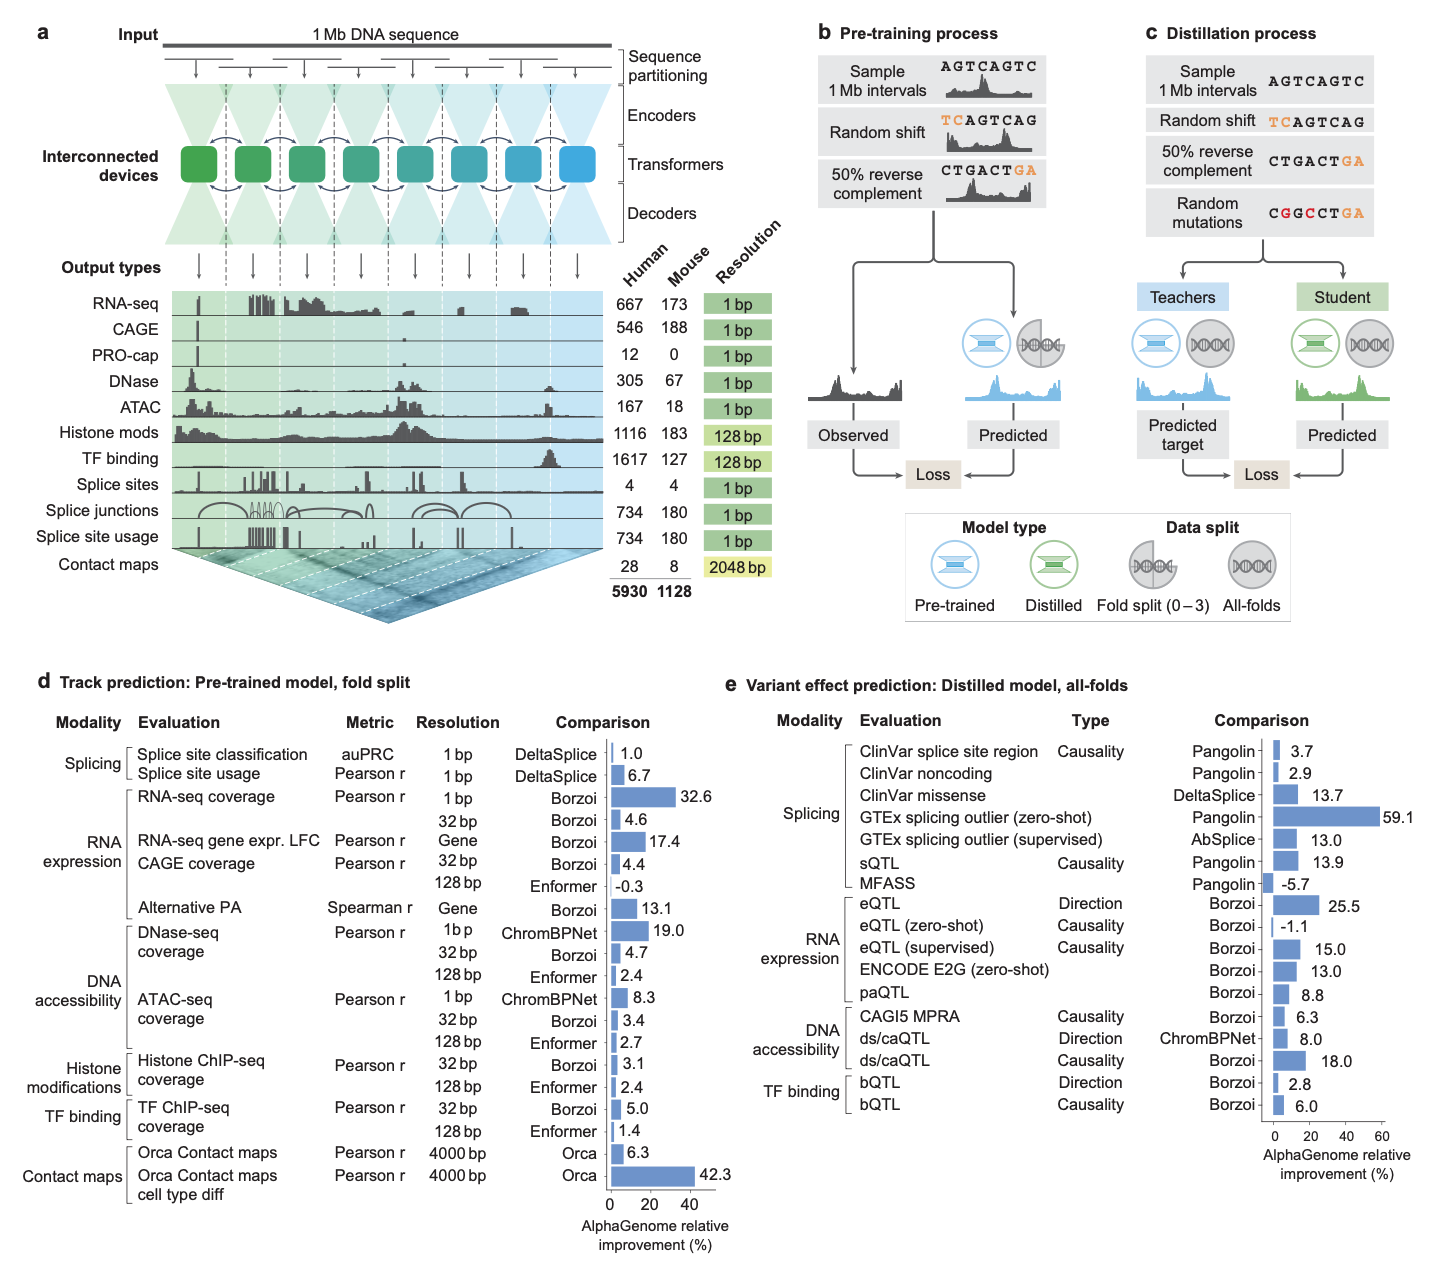 a
Input
1 Mb DNA sequence
Sequence
partitioning
Encoders
Interconnected
devices
Transformers
Decoders
Output types
Human
Mouse
Resolution
RNA-seq 667 173 1 bp
CAGE 546 188 1 bp
PRO-cap 12 0 1 bp
DNase 305 67 1 bp
ATAC 167 18 1 bp
Histone mods 1116 183 128 bp
TF binding 1617 127 128 bp
Splice sites 4 4 1 bp
Splice junctions 734 180 1 bp
Splice site usage 734 180 1 bp
Contact maps 28 8 2048 bp
5930 1128
b Pre-training process
Sample
1 Mb intervals
AGTCAGTC
Random shift
TCAGTCAG
50% reverse
complement
CTGACTGA
Observed
Predicted
Loss
c Distillation process
Sample
1 Mb intervals
AGTCAGTC
Random shift
TCAGTCAG
50% reverse
complement
CTGACTGA
Random
mutations
CGGCCTGA
Teachers
Student
Predicted
target
Predicted
Loss
Model type
Data split
Pre-trained
Distilled
Fold split (0–3)
All-folds
d Track prediction: Pre-trained model, fold split
Modality Evaluation Metric Resolution Comparison
Splicing
Splice site classification auPRC 1 bp DeltaSplice 1.0
Splice site usage Pearson r 1 bp DeltaSplice 6.7
RNA
expression
RNA-seq coverage Pearson r 1 bp Borzoi 32.6
32 bp Borzoi 4.6
RNA-seq gene expr. LFC Pearson r Gene Borzoi 17.4
CAGE coverage Pearson r 32 bp Borzoi 4.4
128 bp Enformer -0.3
Alternative PA Spearman r Gene Borzoi 13.1
DNA
accessibility
DNase-seq
coverage
Pearson r 1b p ChromBPNet 19.0
32 bp Borzoi 4.7
128 bp Enformer 2.4
ATAC-seq
coverage
Pearson r 1 bp ChromBPNet 8.3
32 bp Borzoi 3.4
128 bp Enformer 2.7
Histone
modifications
Histone ChIP-seq
coverage
Pearson r 32 bp Borzoi 3.1
128 bp Enformer 2.4
TF binding
TF ChIP-seq
coverage
Pearson r 32 bp Borzoi 5.0
128 bp Enformer 1.4
Contact maps
Orca Contact maps Pearson r 4000 bp Orca 6.3
Orca Contact maps
cell type diff
Pearson r 4000 bp Orca 42.3
0 20 40
AlphaGenome relative
improvement (%)
e Variant effect prediction: Distilled model, all-folds
Modality Evaluation Type Comparison
Splicing
ClinVar splice site region Causality Pangolin 3.7
ClinVar noncoding Pangolin 2.9
ClinVar missense DeltaSplice 13.7
GTEx splicing outlier (zero-shot) Pangolin 59.1
GTEx splicing outlier (supervised) AbSplice 13.0
sQTL Causality Pangolin 13.9
MFASS Pangolin -5.7
RNA
expression
eQTL Direction Borzoi 25.5
eQTL (zero-shot) Causality Borzoi -1.1
eQTL (supervised) Causality Borzoi 15.0
ENCODE E2G (zero-shot) Borzoi 13.0
paQTL Borzoi 8.8
DNA
accessibility
CAGI5 MPRA Causality Borzoi 6.3
ds/caQTL Direction ChromBPNet 8.0
ds/caQTL Causality Borzoi 18.0
TF binding
bQTL Direction Borzoi 2.8
bQTL Causality Borzoi 6.0
0 20 40 60
AlphaGenome relative
improvement (%)